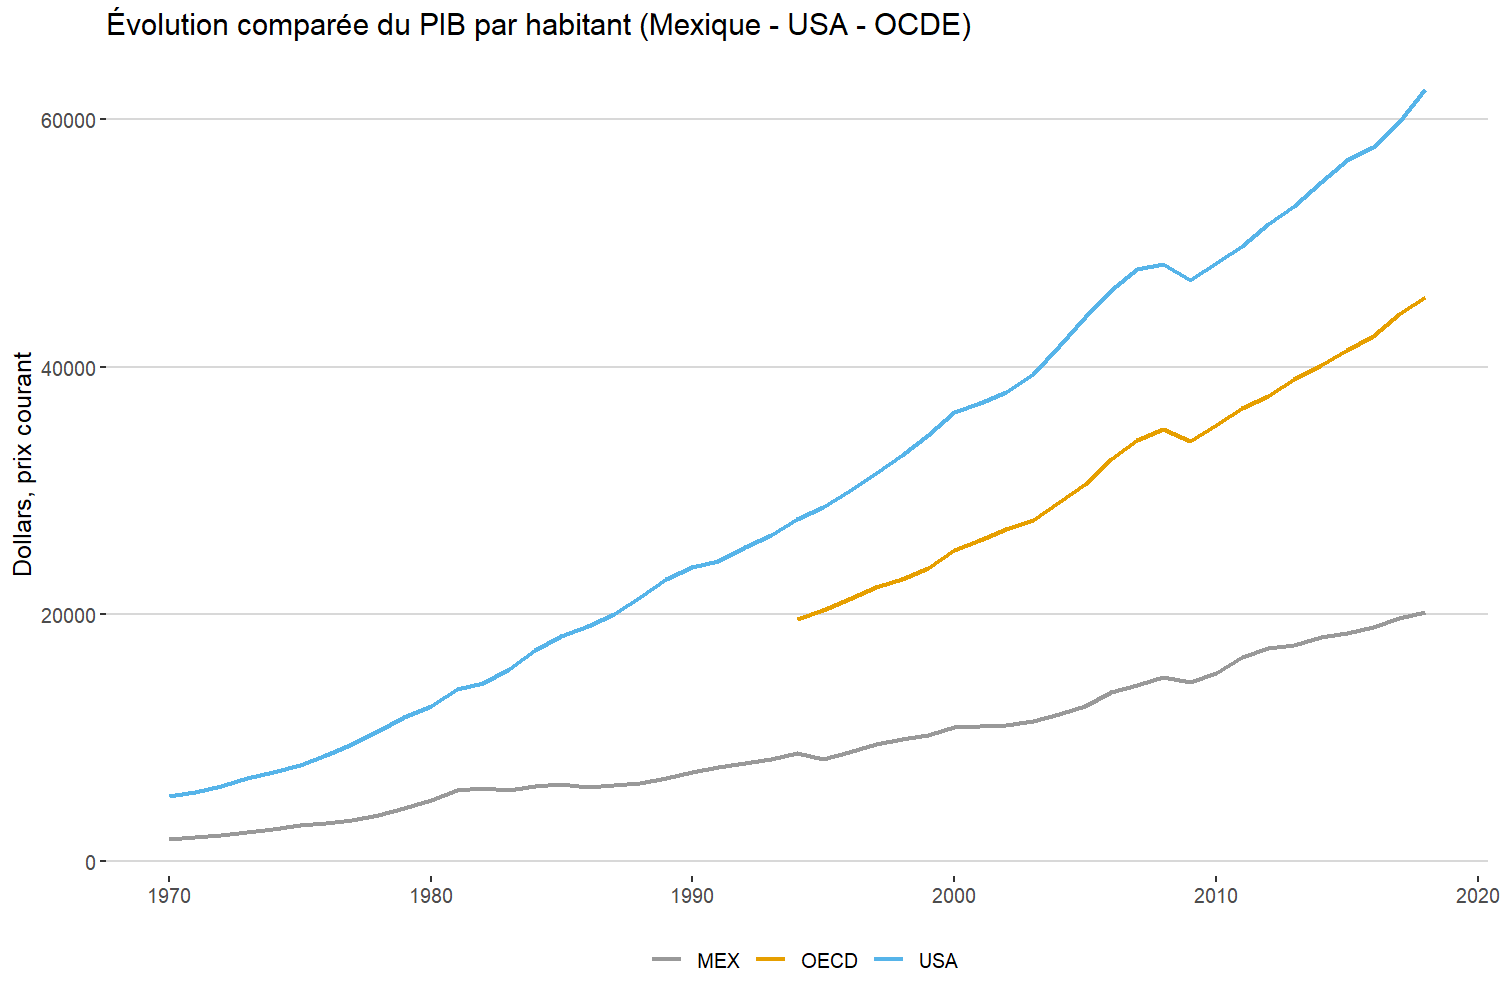 Évolution comparée du PIB par habitant (Mexique - USA - OCDE)
Dollars, prix courant
60000
40000
20000
0
1970 1980 1990 2000 2010 2020
MEX OECD USA